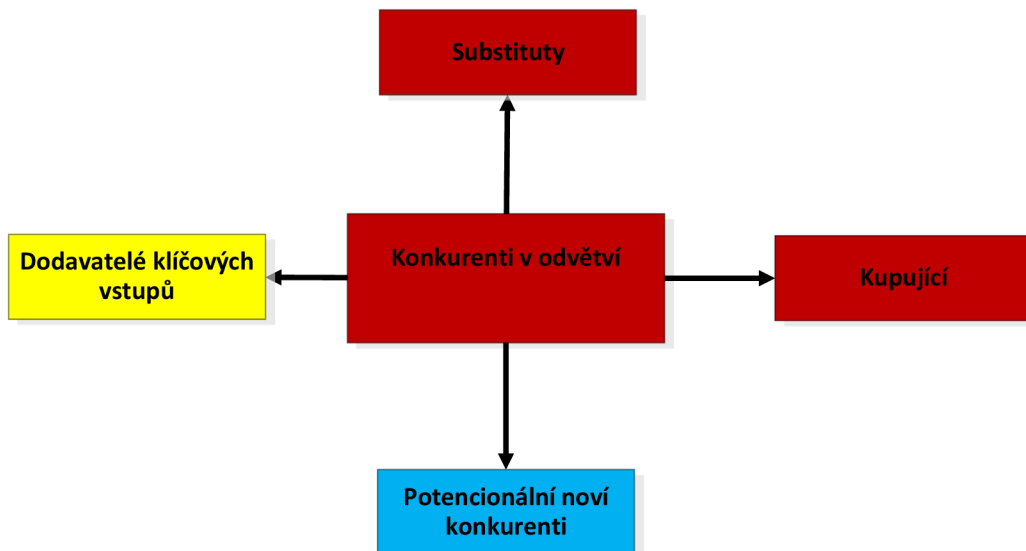 Substituty
Dodavatelé klíčových
vstupů
Konkurenti v odvětví
Kupující
Potencionální noví
konkurenti